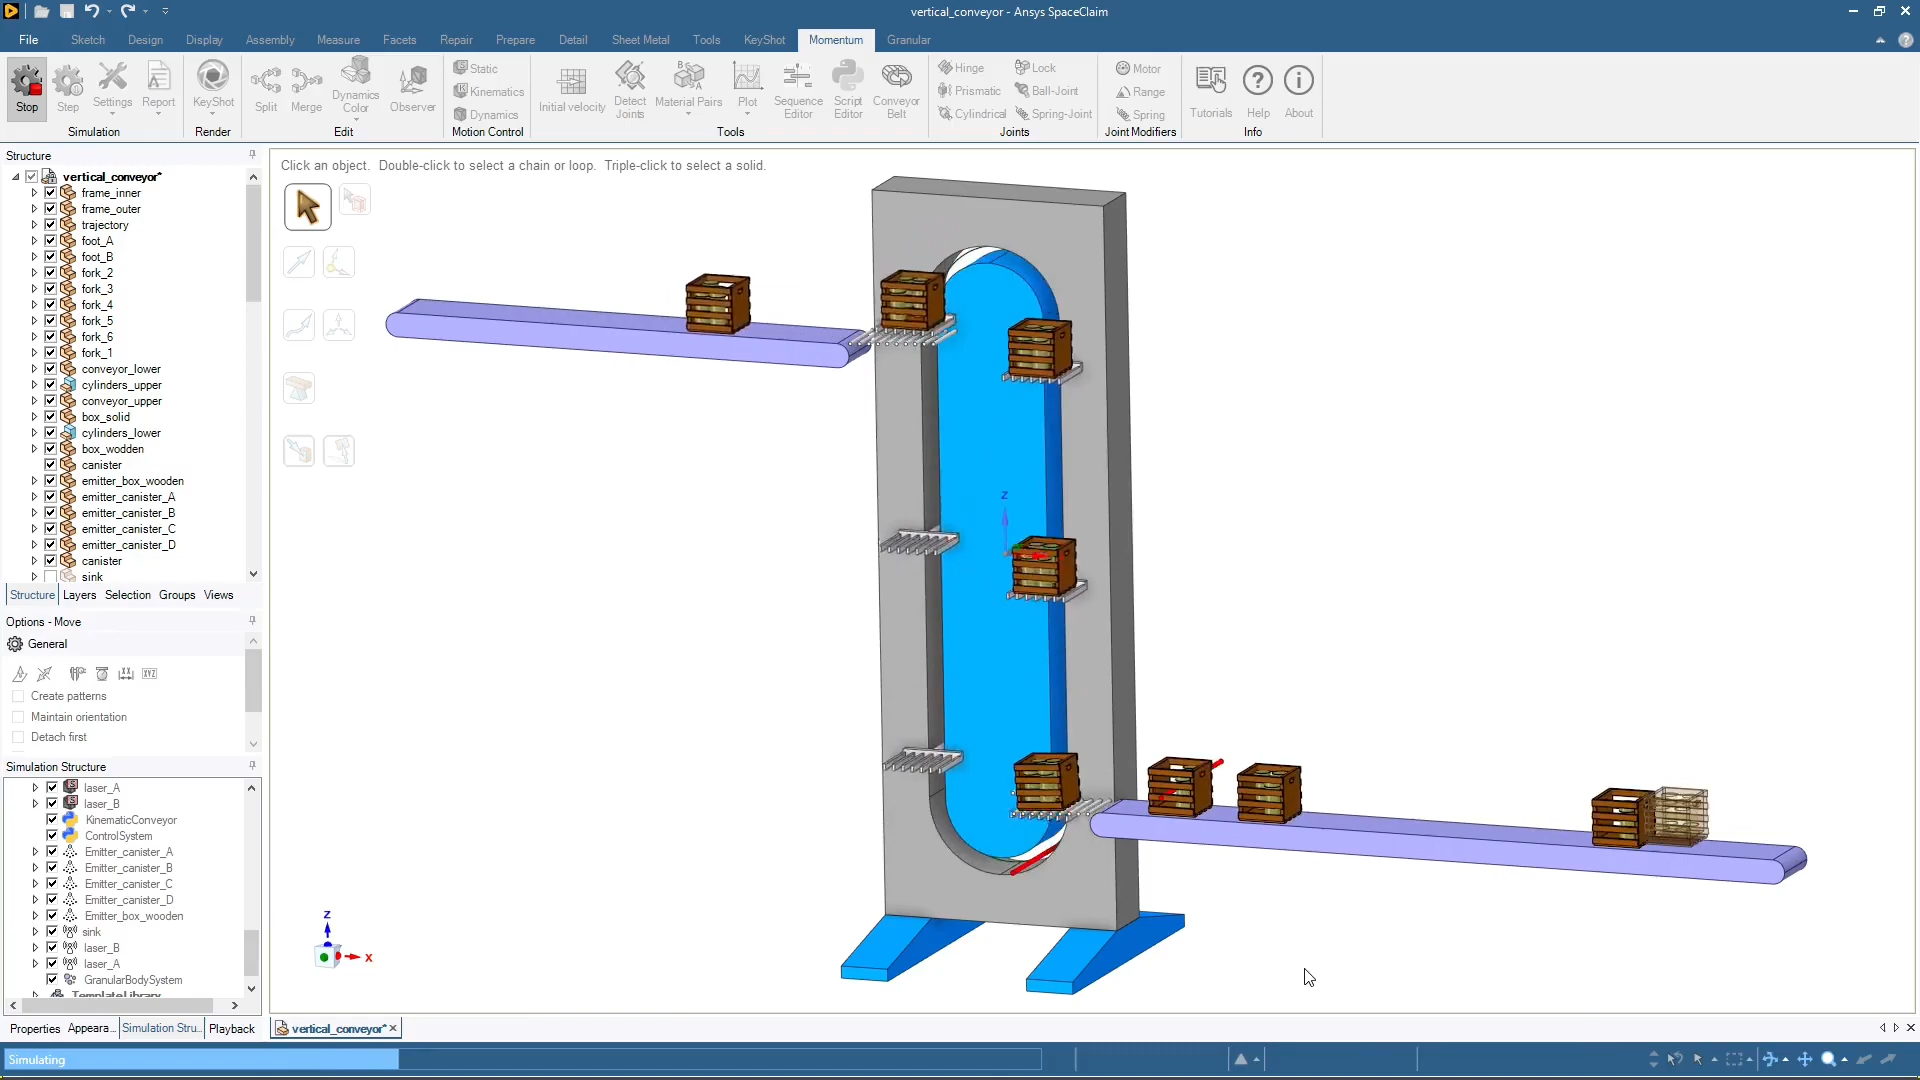 vertical_conveyor - Ansys SpaceClaim
File Sketch Design Display Assembly Measure Facets Repair Prepare Detail Sheet Metal Tools KeyShot Momentum Granular
Stop Step Settings Report KeyShot Split Merge Dynamics Color Observer
Static
Kinematics
Dynamics
Initial velocity Detect Joints Material Pairs Plot Sequence Editor Script Editor Conveyor Belt
Hinge Lock
Prismatic Ball-Joint
Cylindrical Spring-Joint
Motor
Range
Spring
Tutorials Help About
Simulation Render Edit Motion Control Tools Joints Joint Modifiers Info
Structure
vertical_conveyor*
frame_inner
frame_outer
trajectory
foot_A
foot_B
fork_2
fork_3
fork_4
fork_5
fork_6
fork_1
conveyor_lower
cylinders_upper
conveyor_upper
box_solid
cylinders_lower
box_wodden
canister
emitter_box_wooden
emitter_canister_A
emitter_canister_B
emitter_canister_C
emitter_canister_D
canister
sink
Structure Layers Selection Groups Views
Options - Move
General
XYZ
Create patterns
Maintain orientation
Detach first
Simulation Structure
laser_A
laser_B
KinematicConveyor
ControlSystem
Emitter_canister_A
Emitter_canister_B
Emitter_canister_C
Emitter_canister_D
Emitter_box_wooden
sink
laser_B
laser_A
GranularBodySystem
TemplateLibrary
Properties Appeara... Simulation Stru... Playback
Click an object. Double-click to select a chain or loop. Triple-click to select a solid.
Z
Z
X
vertical_conveyor*
Simulating